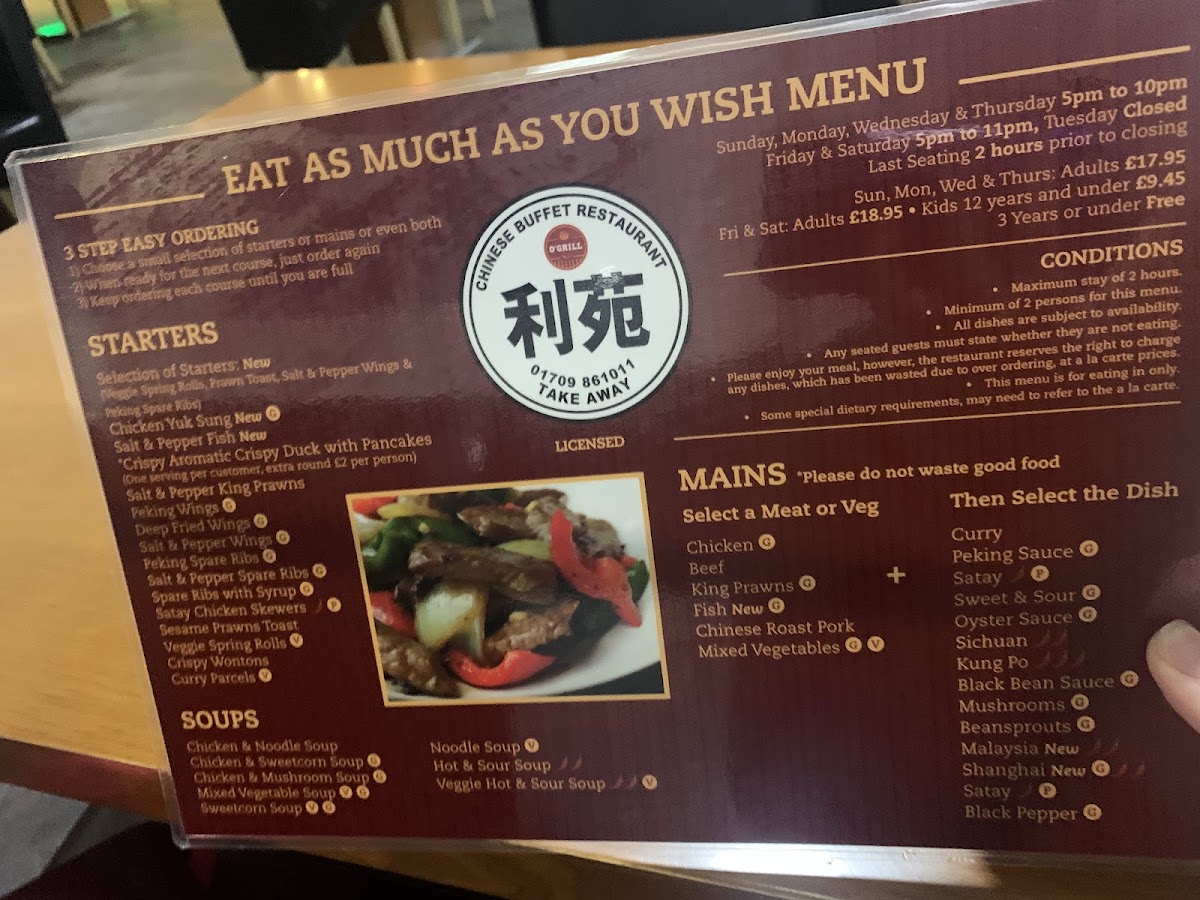 EAT AS MUCH AS YOU WISH MENU
3 STEP EASY ORDERING
1) Choose a small selection of starters or mains or even both
2) When ready for the next course, just order again
3) Keep ordering each course until you are full
Sunday, Monday, Wednesday & Thursday 5pm to 10pm
Friday & Saturday 5pm to 11pm, Tuesday Closed
Last Seating 2 hours prior to closing
Sun, Mon, Wed & Thurs: Adults £17.95
Fri & Sat: Adults £18.95 • Kids 12 years and under £9.45
3 Years or under Free
CHINESE BUFFET RESTAURANT
O'GRILL
利苑
01709 861011
TAKE AWAY
LICENSED
CONDITIONS
• Maximum stay of 2 hours.
• Minimum of 2 persons for this menu.
• All dishes are subject to availability.
• Any seated guests must state whether they are not eating.
• Please enjoy your meal, however, the restaurant reserves the right to charge
any dishes, which has been wasted due to over ordering, at a la carte prices.
• This menu is for eating in only.
• Some special dietary requirements, may need to refer to the a la carte.
STARTERS
Selection of Starters: New
(Veggie Spring Rolls, Prawn Toast, Salt & Pepper Wings &
Peking Spare Ribs)
Chicken Yuk Sung New G
Salt & Pepper Fish New
*Crispy Aromatic Crispy Duck with Pancakes
(One serving per customer, extra round £2 per person)
Salt & Pepper King Prawns
Peking Wings G
Deep Fried Wings G
Salt & Pepper Wings G
Peking Spare Ribs G
Salt & Pepper Spare Ribs G
Spare Ribs with Syrup G
Satay Chicken Skewers P
Sesame Prawns Toast
Veggie Spring Rolls V
Crispy Wontons
Curry Parcels V
SOUPS
Chicken & Noodle Soup
Chicken & Sweetcorn Soup G
Chicken & Mushroom Soup G
Mixed Vegetable Soup V G
Sweetcorn Soup V G
Noodle Soup V
Hot & Sour Soup
Veggie Hot & Sour Soup V
MAINS *Please do not waste good food
Select a Meat or Veg
Chicken G
Beef
King Prawns G
Fish New G
Chinese Roast Pork
Mixed Vegetables G V
+
Then Select the Dish
Curry
Peking Sauce G
Satay P
Sweet & Sour G
Oyster Sauce G
Sichuan
Kung Po
Black Bean Sauce G
Mushrooms G
Beansprouts G
Malaysia New
Shanghai New G
Satay P
Black Pepper G